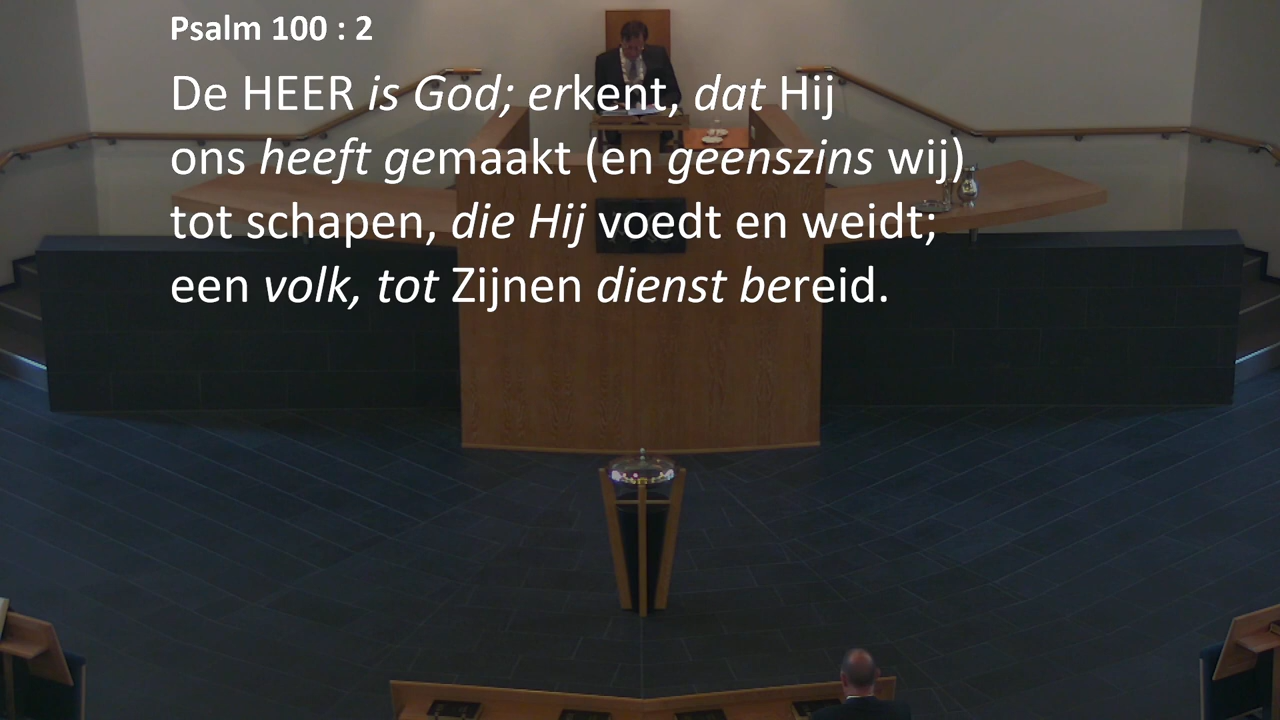 Psalm 100 : 2
De HEER is God; erkent, dat Hij
ons heeft gemaakt (en geenszins wij)
tot schapen, die Hij voedt en weidt;
een volk, tot Zijnen dienst bereid.